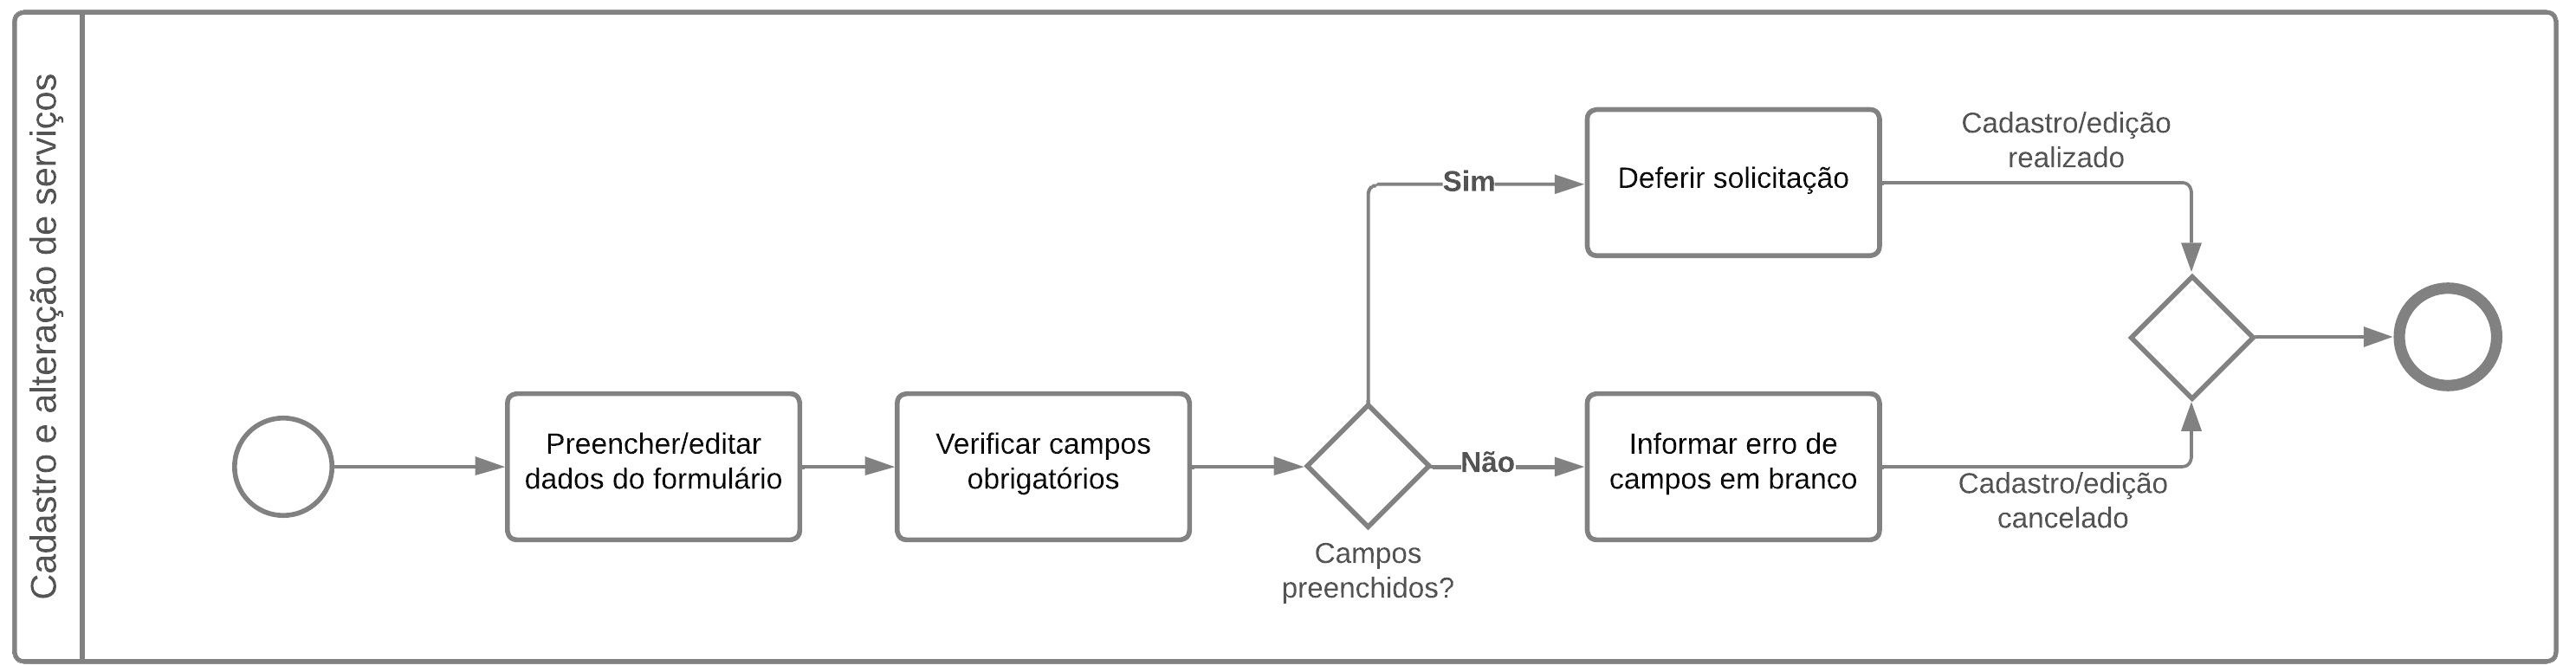 Cadastro e alteração de serviços
Preencher/editar
dados do formulário
Verificar campos
obrigatórios
Campos
preenchidos?
Sim
Deferir solicitação
Cadastro/edição
realizado
Não
Informar erro de
campos em branco
Cadastro/edição
cancelado